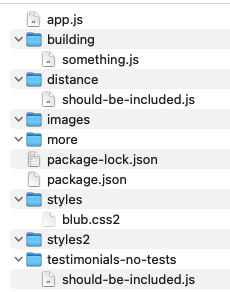 app.js
building
something.js
distance
should-be-included.js
images
more
package-lock.json
package.json
styles
blub.css2
styles2
testimonials-no-tests
should-be-included.js